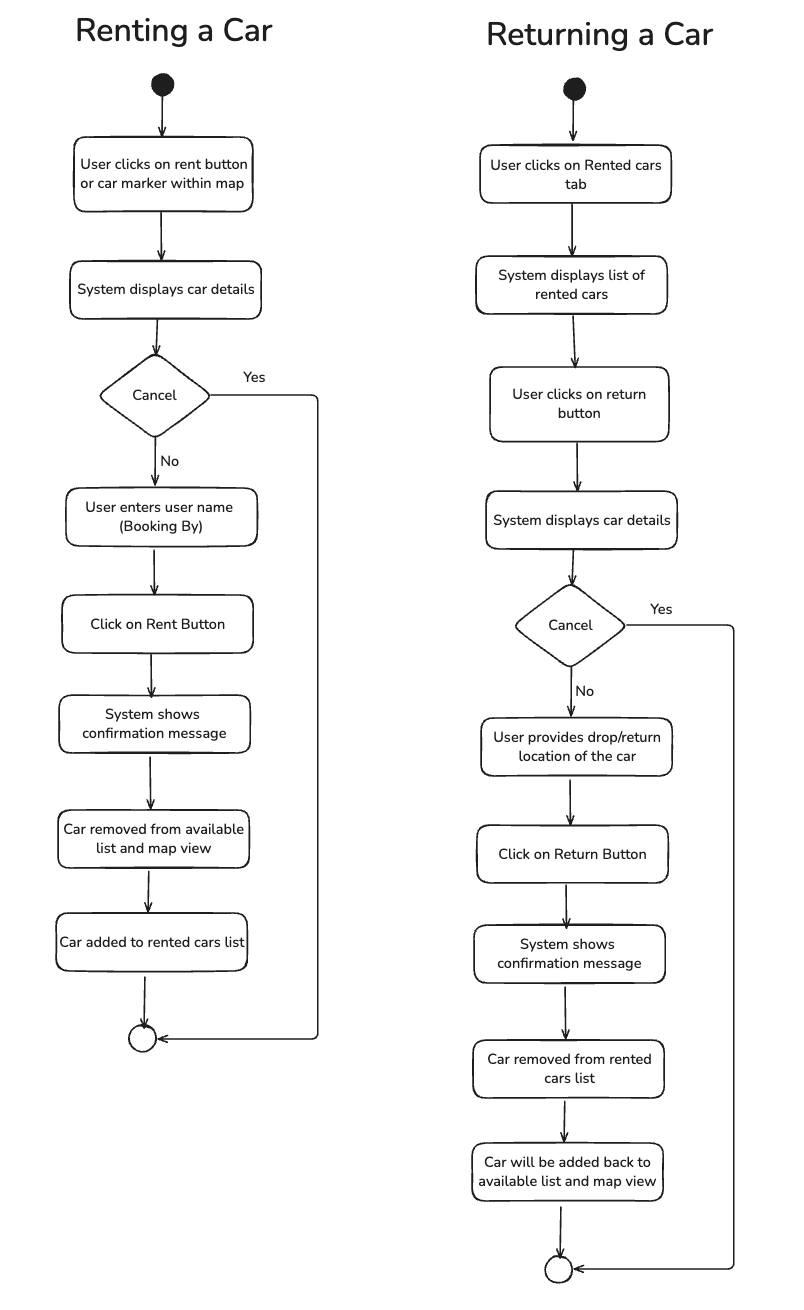 Renting a Car
User clicks on rent button
or car marker within map
System displays car details
Cancel
Yes
No
User enters user name
(Booking By)
Click on Rent Button
System shows
confirmation message
Car removed from available
list and map view
Car added to rented cars list
Returning a Car
User clicks on Rented cars
tab
System displays list of
rented cars
User clicks on return
button
System displays car details
Cancel
Yes
No
User provides drop/return
location of the car
Click on Return Button
System shows
confirmation message
Car removed from rented
cars list
Car will be added back to
available list and map view